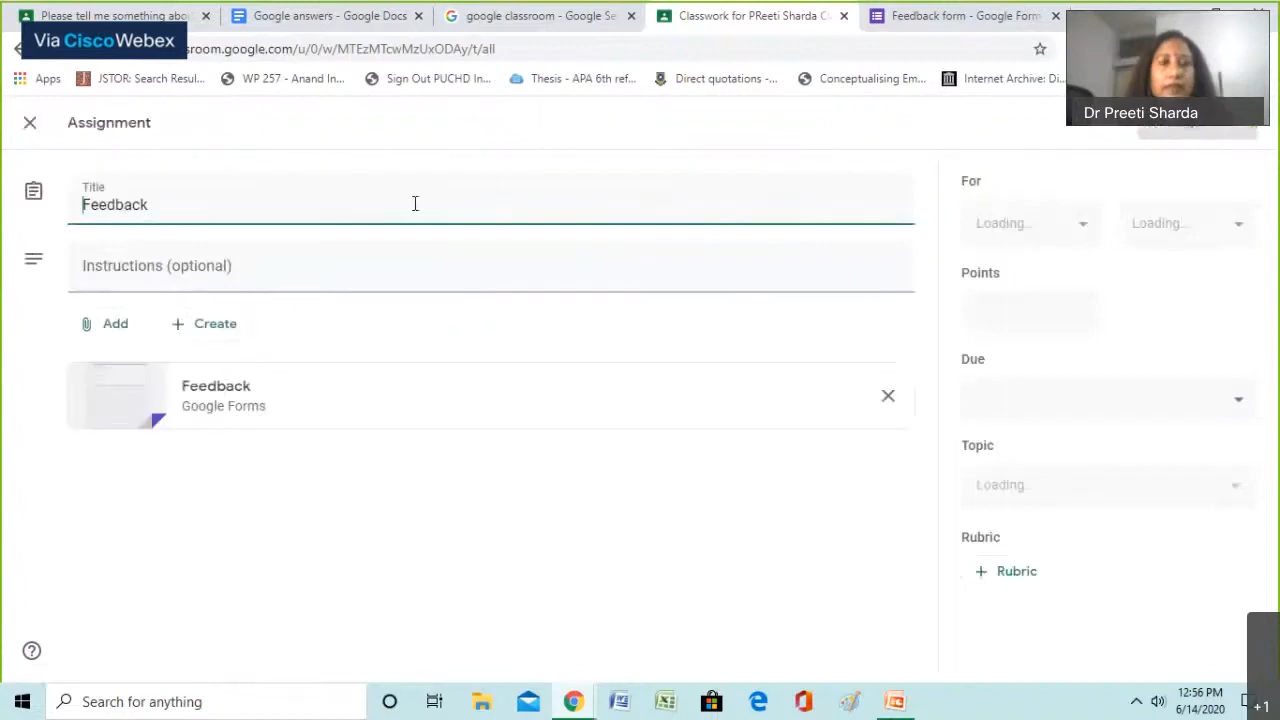 Please tell me something abou
Google answers - Google Do
google classroom - Google Se
Classwork for PReeti Sharda C
Feedback form - Google Form
Via CiscoWebex
room.google.com/u/0/w/MTEzMTcwMzUxODAy/t/all
Apps
JSTOR: Search Resul...
WP 257 - Anand In...
Sign Out PUCHD In...
Thesis - APA 6th ref...
Direct quotations -...
Conceptualising Em...
Internet Archive: Di...
Dr Preeti Sharda
Assignment
Title
Feedback
Instructions (optional)
Add
Create
Feedback
Google Forms
For
Loading...
Loading...
Points
Due
Topic
Loading...
Rubric
+ Rubric
Search for anything
12:56 PM
6/14/2020
+1